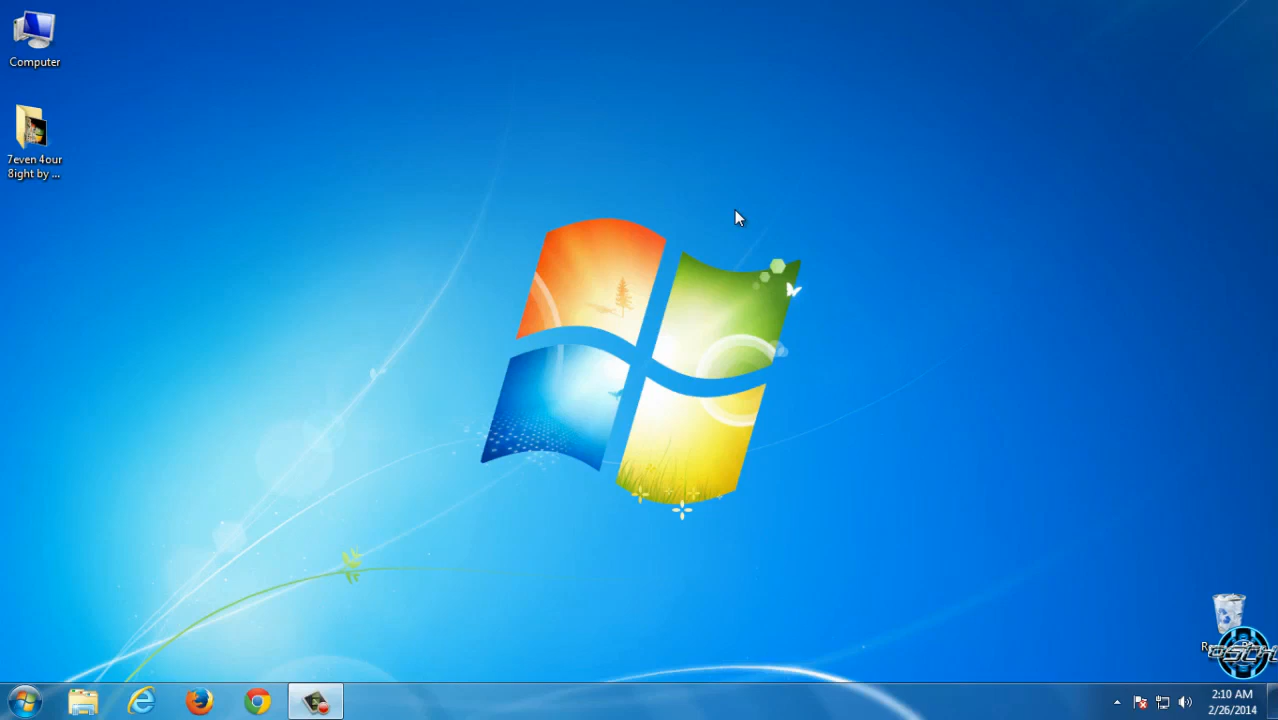 Computer
7even 4our
8ight by ...
2:10 AM
2/26/2014